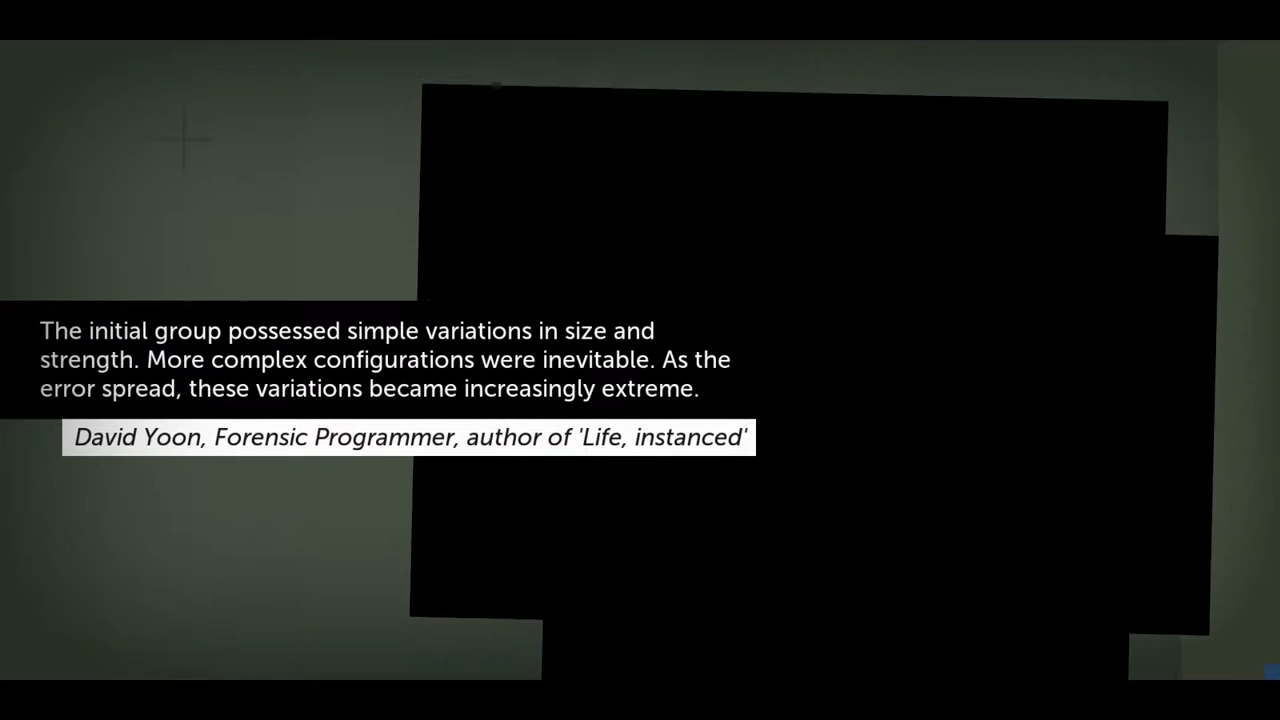 The initial group possessed simple variations in size and
strength. More complex configurations were inevitable. As the
error spread, these variations became increasingly extreme.
David Yoon, Forensic Programmer, author of 'Life, instanced'